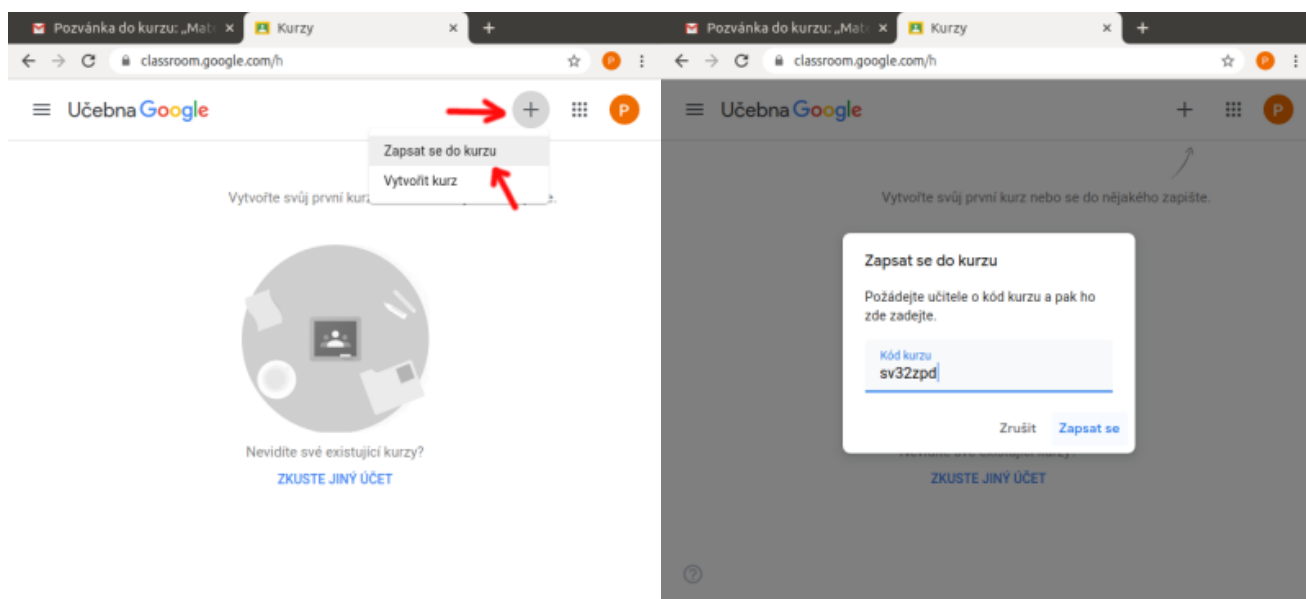 Pozvánka do kurzu: „Mat
Kurzy
classroom.google.com/h
P
Učebna Google
P
Zapsat se do kurzu
Vytvořit kurz
Vytvořte svůj první kurz
Nevidíte své existující kurzy?
ZKUSTE JINÝ ÚČET
Pozvánka do kurzu: „Mat
Kurzy
classroom.google.com/h
P
Učebna Google
P
Vytvořte svůj první kurz nebo se do nějakého zapište.
Zapsat se do kurzu
Požádejte učitele o kód kurzu a pak ho
zde zadejte.
Kód kurzu
sv32zpd
Zrušit Zapsat se
ZKUSTE JINÝ ÚČET